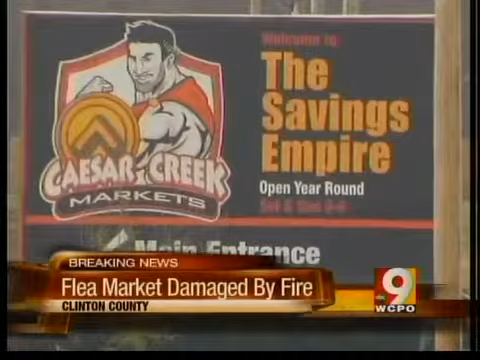 Welcome to
The
Savings
Empire
Open Year Round
CAESAR CREEK
MARKETS
Main Entrance
BREAKING NEWS
Flea Market Damaged By Fire
CLINTON COUNTY
9
abc
WCPO